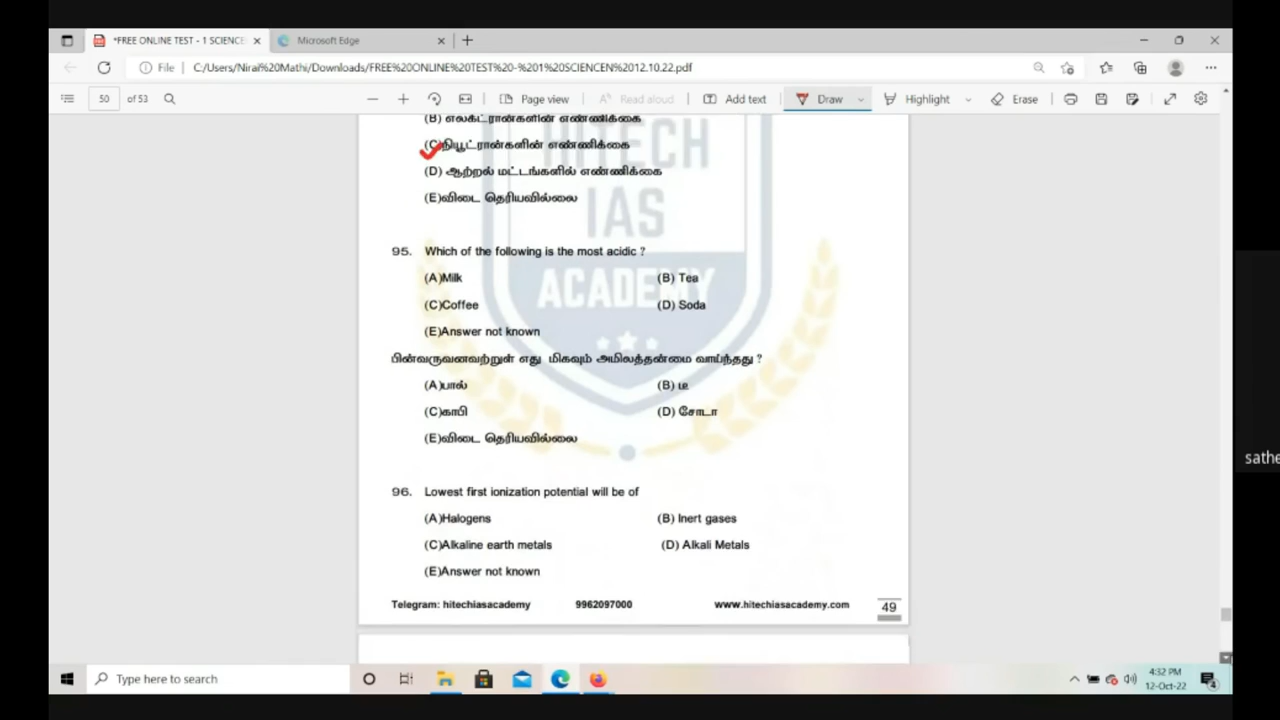 *FREE ONLINE TEST - 1 SCIENCE
Microsoft Edge
File
C:/Users/Nirai%20Mathi/Downloads/FREE%20ONLINE%20TEST%20-%201%20SCIENCEN%2012.10.22.pdf
50 of 53
Page view
Read aloud
Add text
Draw
Highlight
Erase
(B) எலக்ட்ரான்களின் எண்ணிக்கை
(C)நியூட்ரான்களின் எண்ணிக்கை
(D) ஆற்றல் மட்டங்களில் எண்ணிக்கை
(E)விடை தெரியவில்லை
HITECH
IAS
ACADEMY
95. Which of the following is the most acidic ?
(A)Milk (B) Tea
(C)Coffee (D) Soda
(E)Answer not known
பின்வருவனவற்றுள் எது மிகவும் அமிலத்தன்மை வாய்ந்தது ?
(A)பால் (B) டீ
(C)காபி (D) சோடா
(E)விடை தெரியவில்லை
96. Lowest first ionization potential will be of
(A)Halogens (B) Inert gases
(C)Alkaline earth metals (D) Alkali Metals
(E)Answer not known
Telegram: hitechiasacademy 9962097000 www.hitechiasacademy.com 49
sathe
Type here to search
4:32 PM
12-Oct-22
4